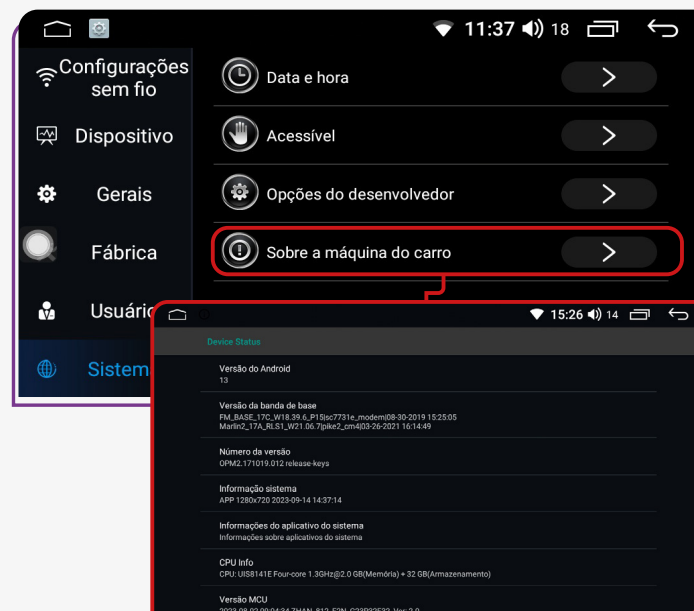 11:37 18
Configurações
sem fio
Data e hora
Dispositivo
Acessível
Gerais
Opções do desenvolvedor
Fábrica
Sobre a máquina do carro
Usuário
15:26 14
Sistem
Device Status
Versão do Android
13
Versão da banda de base
FM_BASE_17C_W18.39.6_P15|sc7731e_modem|08-30-2019 15:25:05
Marlin2_17A_RLS1_W21.06.7|pike2_cm4|03-26-2021 16:14:49
Número da versão
OPM2.171019.012 release-keys
Informação sistema
APP 1280x720 2023-09-14 14:37:14
Informações do aplicativo do sistema
Informações sobre aplicativos do sistema
CPU Info
CPU: UIS8141E Four-core 1.3GHz@2.0 GB(Memória) + 32 GB(Armazenamento)
Versão MCU